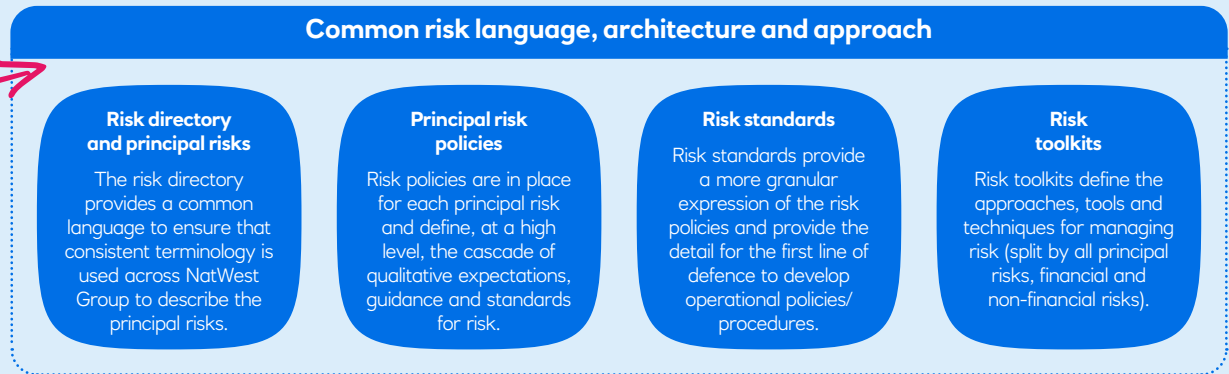 Common risk language, architecture and approach
Risk directory
and principal risks
The risk directory
provides a common
language to ensure that
consistent terminology is
used across NatWest
Group to describe the
principal risks.
Principal risk
policies
Risk policies are in place
for each principal risk
and define, at a high
level, the cascade of
qualitative expectations,
guidance and standards
for risk.
Risk standards
Risk standards provide
a more granular
expression of the risk
policies and provide the
detail for the first line of
defence to develop
operational policies/
procedures.
Risk
toolkits
Risk toolkits define the
approaches, tools and
techniques for managing
risk (split by all principal
risks, financial and
non-financial risks).